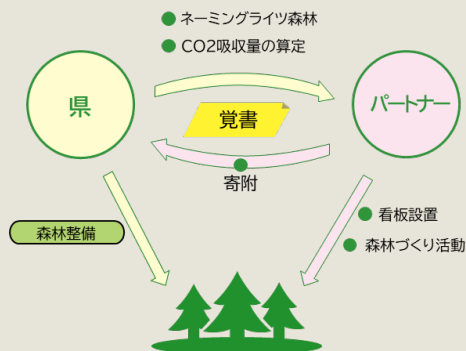 ネーミングライツ森林
CO2吸収量の算定
県
パートナー
覚書
寄附
森林整備
看板設置
森林づくり活動